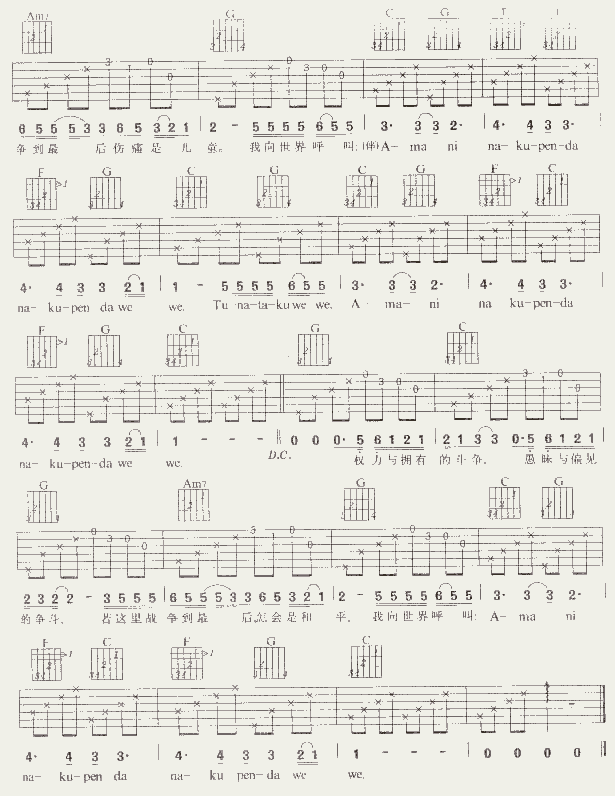 Am7 G C G F
6 5 5 5 3 3 6 5 3 2 1 | 2 - 5 5 5 5 6 5 5 | 3· 3 3 2· | 4· 4 3 3·
争到最 后伤痛是儿 童。 我向世界呼 叫:(伴)A- ma ni na- ku-pen-da
F G C G C G F C
4· 4 3 3 2 1 | 1 - 5 5 5 5 6 5 5 | 3· 3 3 2· | 4· 4 3 3·
na- ku-pen da we we. Tu na-ta-ku we we. A- ma- ni na ku-pen-da
F G C G C
4· 4 3 3 2 1 | 1 - - - 0 0 0·5 6 1 2 1 | 2 1 3 3 0·5 6 1 2 1
na- ku-pen-da we we. D.C. 权力与拥有 的斗争, 愚昧与偏见
G Am7 G C G
2 3 2 2 - 3 5 5 5 | 6 5 5 5 3 3 6 5 3 2 1 | 2 - 5 5 5 5 6 5 5 | 3· 3 3 2·
的争斗。 若这里战 争到最 后怎会是和 平。 我向世界呼 叫: A- ma ni
F C F G C
4· 4 3 3· | 4· 4 3 3 2 1 | 1 - - - | 0 0 0 0
na- ku-pen da na- ku pen-da we we.